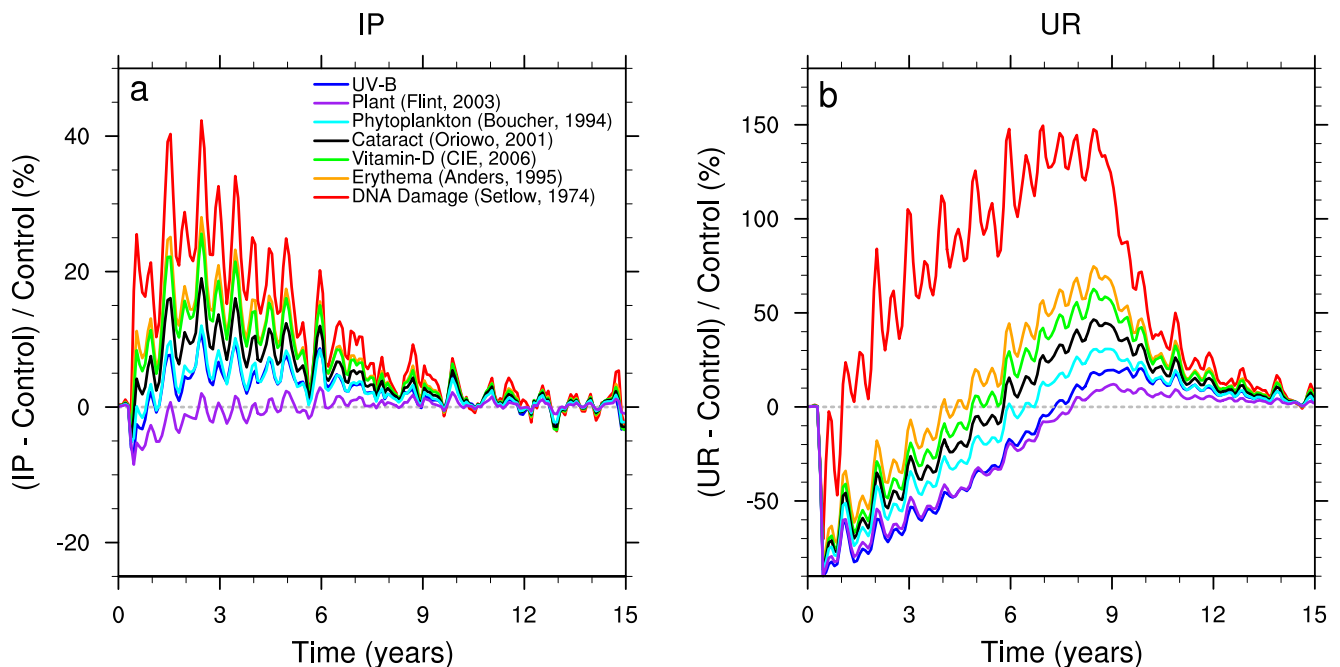 IP
a
UV-B
Plant (Flint, 2003)
Phytoplankton (Boucher, 1994)
Cataract (Oriowo, 2001)
Vitamin-D (CIE, 2006)
Erythema (Anders, 1995)
DNA Damage (Setlow, 1974)
40
20
0
-20
(IP - Control) / Control (%)
0 3 6 9 12 15
Time (years)
UR
b
150
100
50
0
-50
(UR - Control) / Control (%)
0 3 6 9 12 15
Time (years)